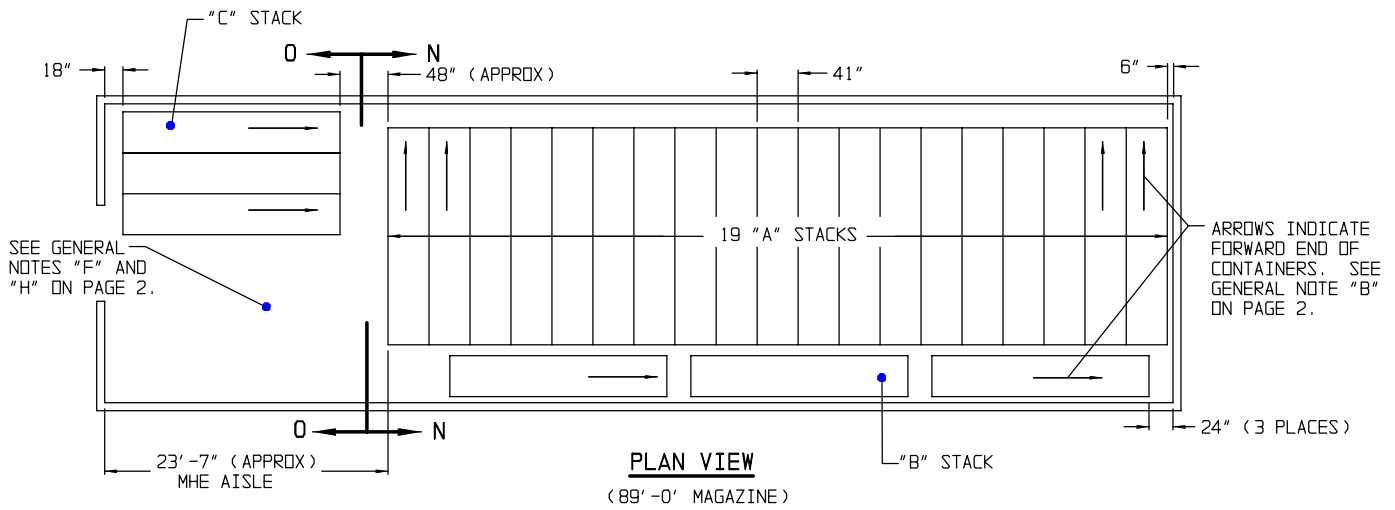 "C" STACK
O N
18"
48" (APPROX)
41"
6"
SEE GENERAL
NOTES "F" AND
"H" ON PAGE 2.
19 "A" STACKS
ARROWS INDICATE
FORWARD END OF
CONTAINERS. SEE
GENERAL NOTE "B"
ON PAGE 2.
O N
24" (3 PLACES)
23'-7" (APPROX)
MHE AISLE
PLAN VIEW
(89'-0' MAGAZINE)
"B" STACK